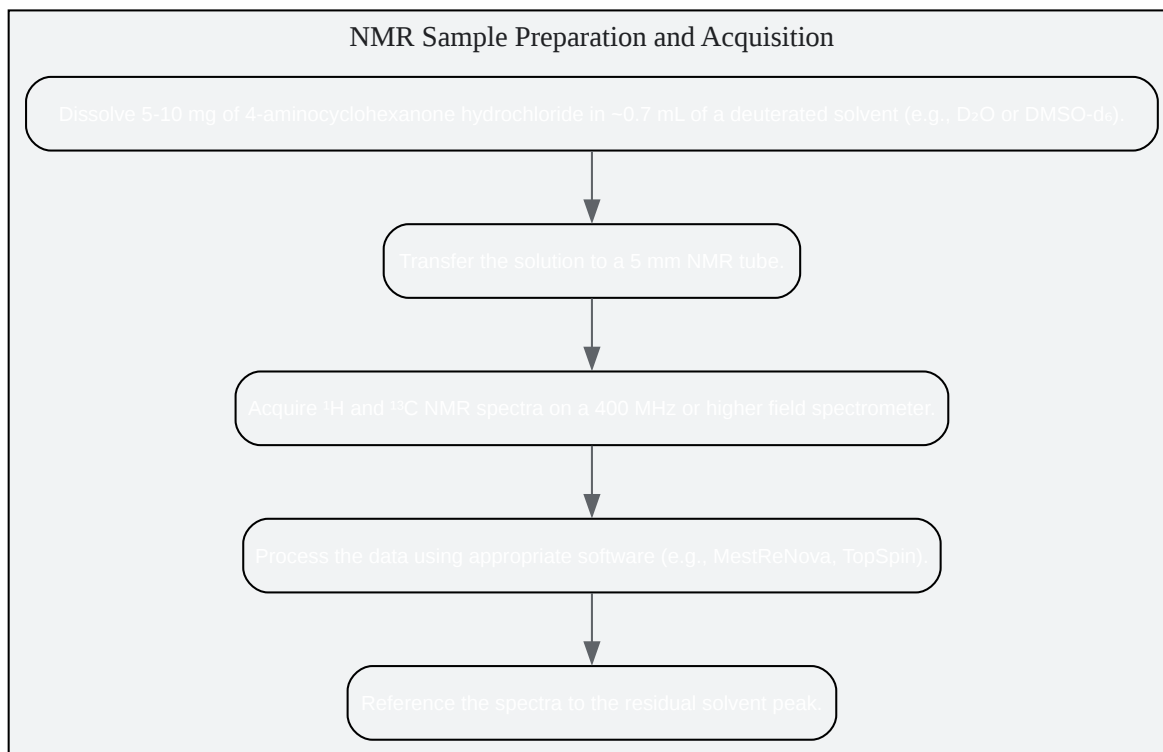 NMR Sample Preparation and Acquisition
Dissolve 5-10 mg of 4-aminocyclohexanone hydrochloride in ~0.7 mL of a deuterated solvent (e.g., D₂O or DMSO-d₆).
Transfer the solution to a 5 mm NMR tube.
Acquire ¹H and ¹³C NMR spectra on a 400 MHz or higher field spectrometer.
Process the data using appropriate software (e.g., MestReNova, TopSpin).
Reference the spectra to the residual solvent peak.